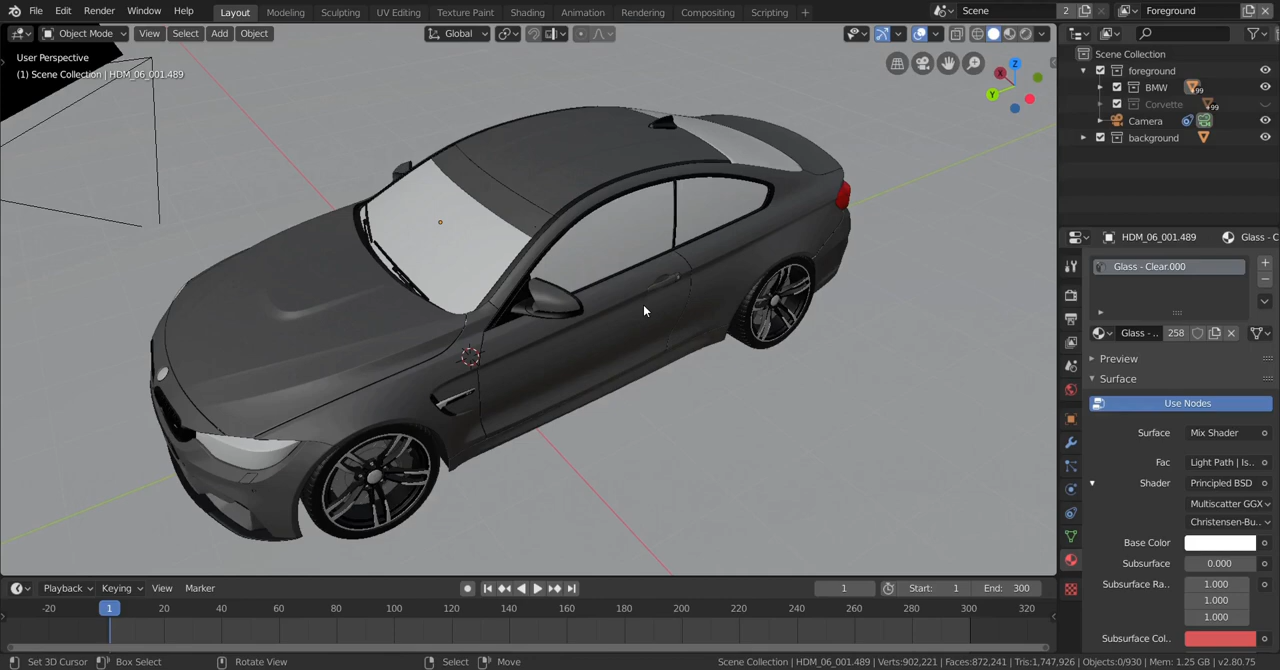 File Edit Render Window Help
Layout Modeling Sculpting UV Editing Texture Paint Shading Animation Rendering Compositing Scripting +
Scene 2
Foreground
Object Mode View Select Add Object
Global
User Perspective
(1) Scene Collection | HDM_06_001.489
Z
X
Y
Scene Collection
foreground
BMW +99
Corvette +99
Camera
background
HDM_06_001.489 Glass - C
Glass - Clear.000
Glass - .. 258
Preview
Surface
Use Nodes
Surface Mix Shader
Fac Light Path | Is..
Shader Principled BSD
Multiscatter GGX
Christensen-Bu..
Base Color
Subsurface 0.000
Subsurface Ra.. 1.000
1.000
1.000
Subsurface Col..
Playback Keying View Marker
1 Start: 1 End: 300
-20 1 20 40 60 80 100 120 140 160 180 200 220 240 260 280 300 320
Set 3D Cursor Box Select Rotate View Select Move
Scene Collection | HDM_06_001.489 | Verts:902,221 | Faces:872,241 | Tris:1,747,926 | Objects:0/930 | Mem: 1.25 GB | v2.80.75